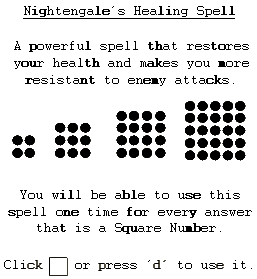 Nightengale's Healing Spell
A powerful spell that restores
your health and makes you more
resistant to enemy attacks.
You will be able to use this
spell one time for every answer
that is a Square Number.
Click or press 'd' to use it.